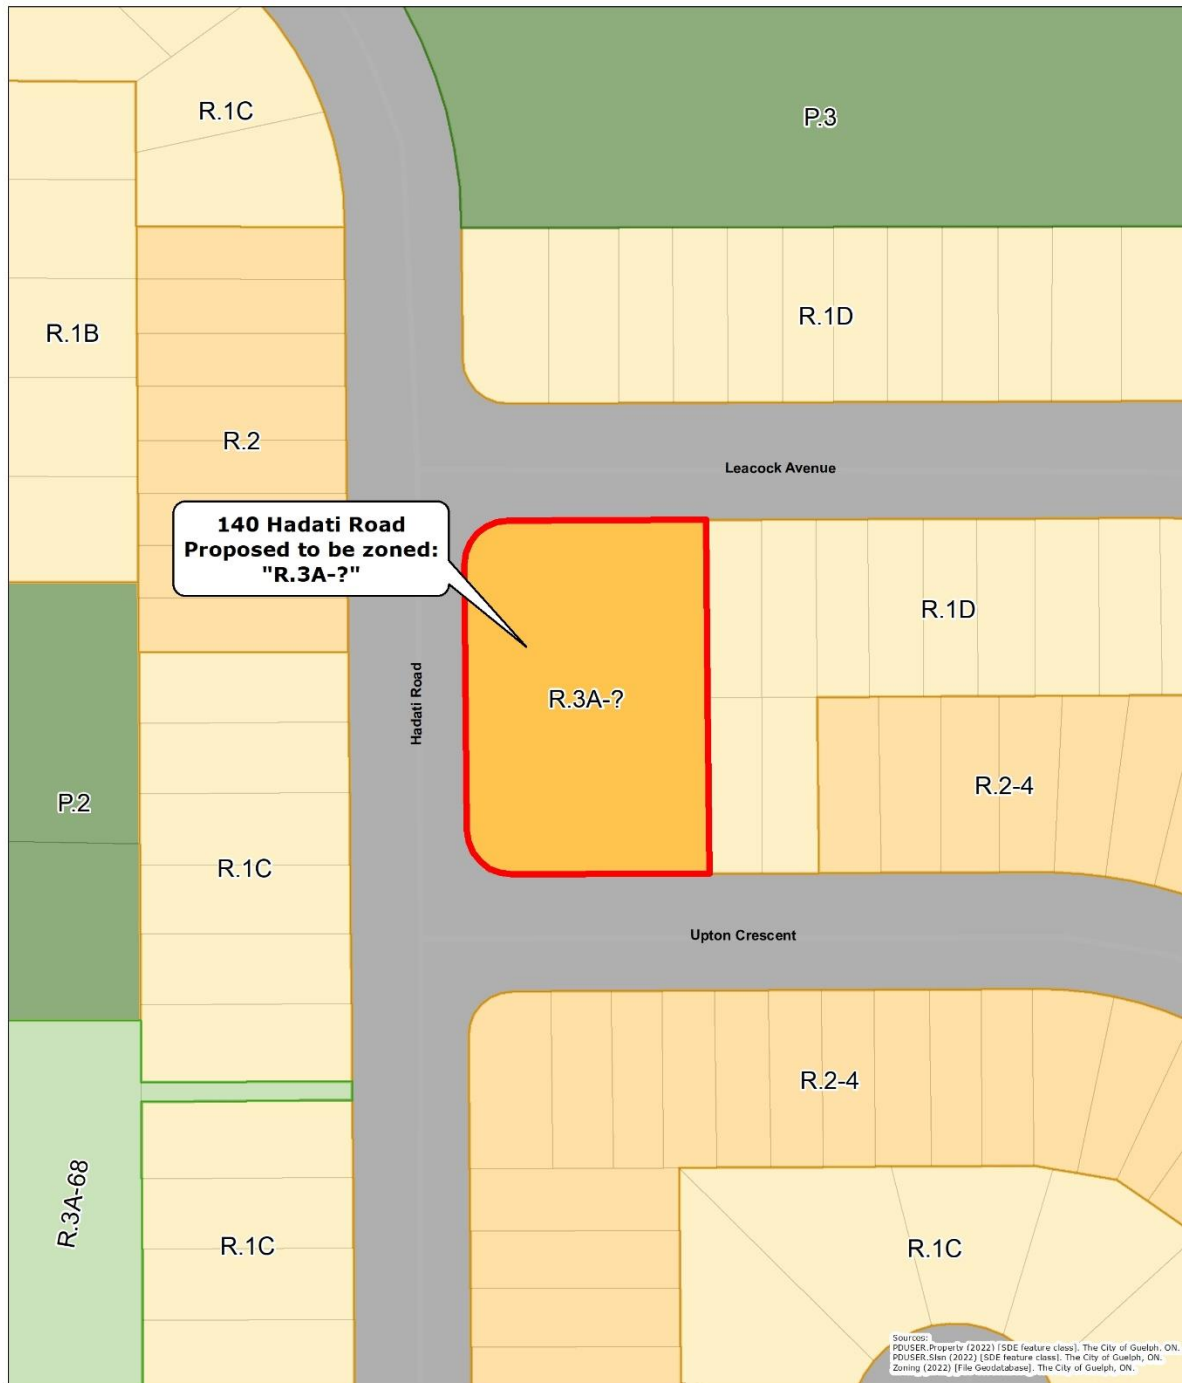 R.1C
P.3
R.1B
R.1D
R.2
Leacock Avenue
140 Hadati Road
Proposed to be zoned:
"R.3A-?"
R.1D
Hadati Road
R.3A-?
R.2-4
P.2
R.1C
Upton Crescent
R.2-4
R.3A-68
R.1C
R.1C
Sources:
PDUSER.Property (2022) [SDE feature class]. The City of Guelph, ON.
PDUSER.Slsn (2022) [SDE feature class]. The City of Guelph, ON.
Zoning (2022) [File Geodatabase]. The City of Guelph, ON.